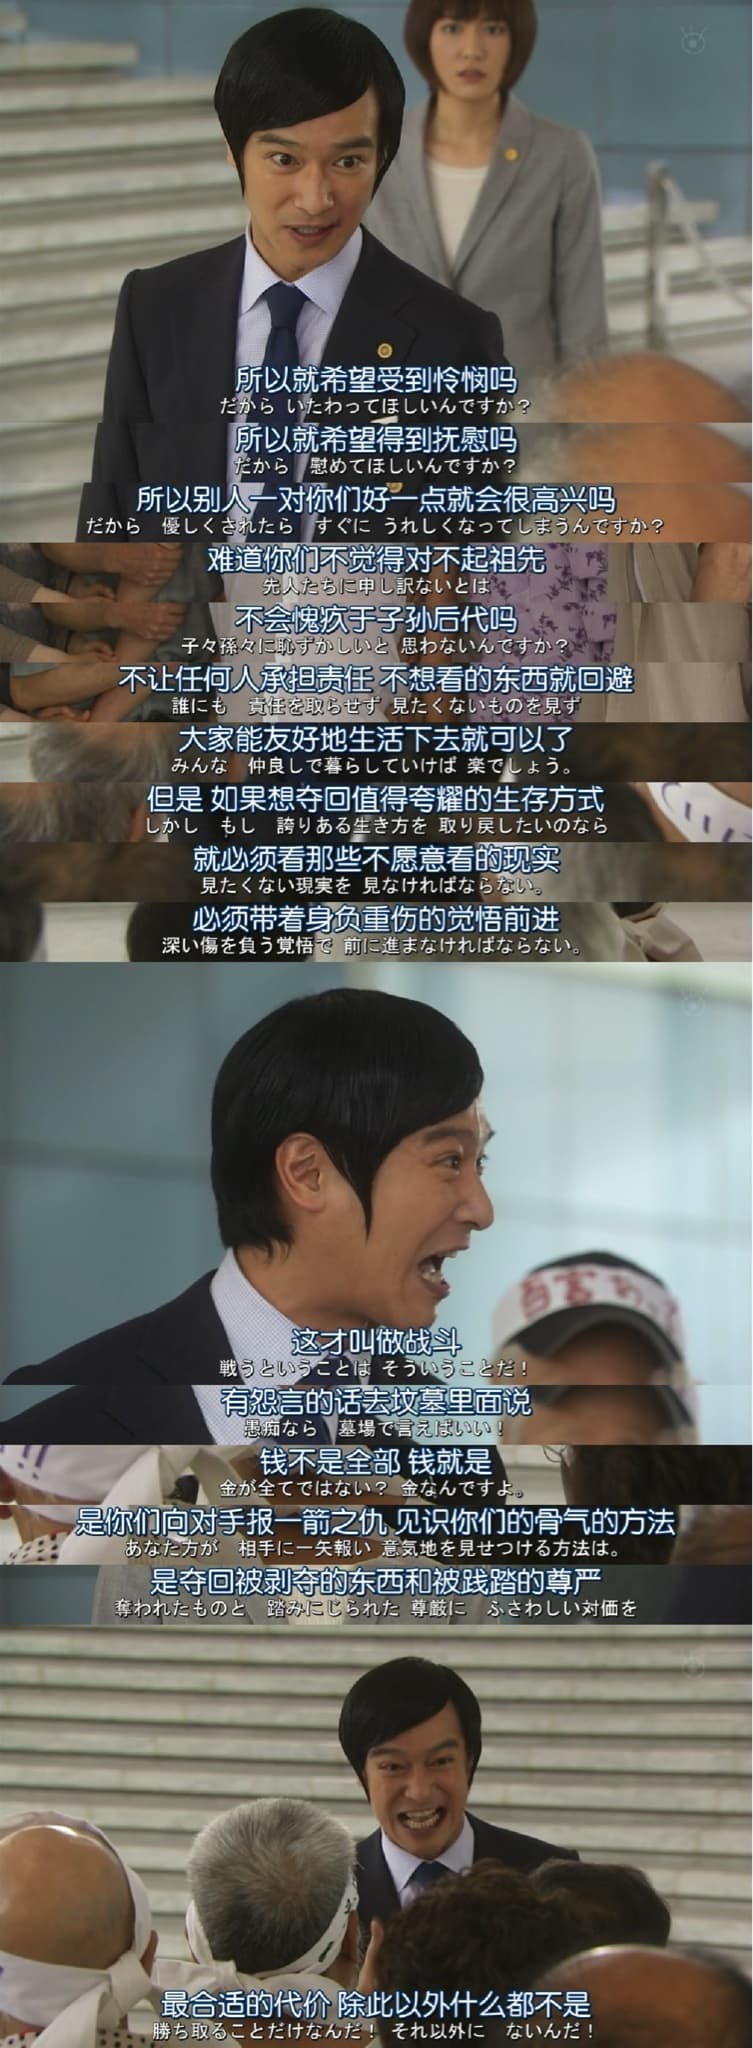 所以就希望受到怜悯吗
だから いたわってほしいんですか？
所以就希望得到抚慰吗
だから 慰めてほしいんですか？
所以别人一对你们好一点就会很高兴吗
だから 優しくされたら すぐに うれしくなってしまうんですか？
难道你们不觉得对不起祖先
先人たちに申し訳ないとは
不会愧疚于子孙后代吗
子々孫々に恥ずかしいと 思わないんですか？
不让任何人承担责任 不想看的东西就回避
誰にも 責任を取らせず 見たくないものを見ず
大家能友好地生活下去就可以了
みんな 仲良しで暮らしていけば 楽でしょう。
但是 如果想夺回值得夸耀的生存方式
しかし もし 誇りある生き方を 取り戻したいのなら
就必须看那些不愿意看的现实
見たくない現実を 見なければならない。
必须带着身负重伤的觉悟前进
深い傷を負う覚悟で 前に進まなければならない。
这才叫做战斗
戦うということは そういうことだ！
有怨言的话去坟墓里面说
愚痴なら 墓場で言えばいい！
钱不是全部 钱就是
金が全てではない？ 金なんですよ。
是你们向对手报一箭之仇 见识你们的骨气的方法
あなた方が 相手に一矢報い 意気地を見せつける方法は。
是夺回被剥夺的东西和被践踏的尊严
奪われたものと 踏みにじられた 尊厳に ふさわしい対価を
最合适的代价 除此以外什么都不是
勝ち取ることだけなんだ！ それ以外に ないんだ！